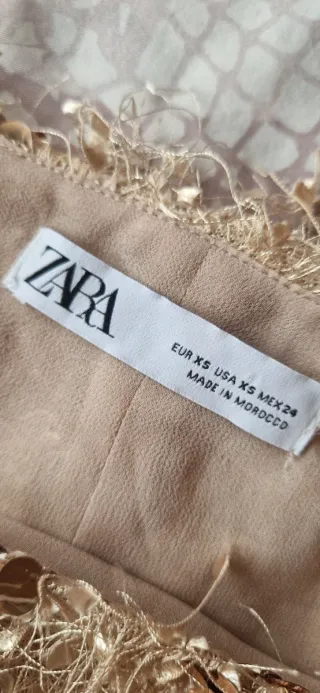 ZARA
EUR XS USA XS MEX 24
MADE IN MOROCCO